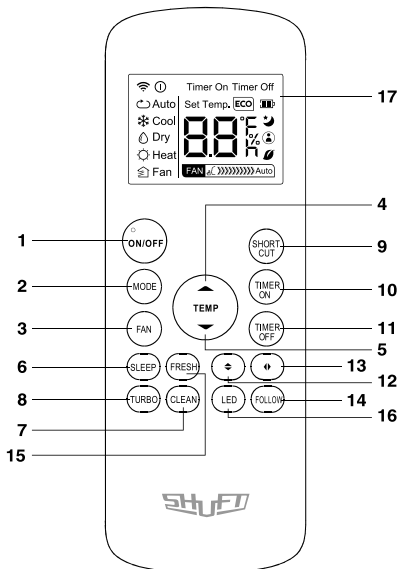 Timer On Timer Off
17
Auto
Set Temp.
ECO
Cool
88
°F
%
h
Dry
Heat
Fan
FAN
Auto
4
1
ON/OFF
SHORT CUT
9
2
MODE
TEMP
TIMER ON
10
3
FAN
TIMER OFF
11
5
6
SLEEP
FRESH
13
12
8
TURBO
CLEAN
LED
FOLLOW
14
7
16
15
SHUFT